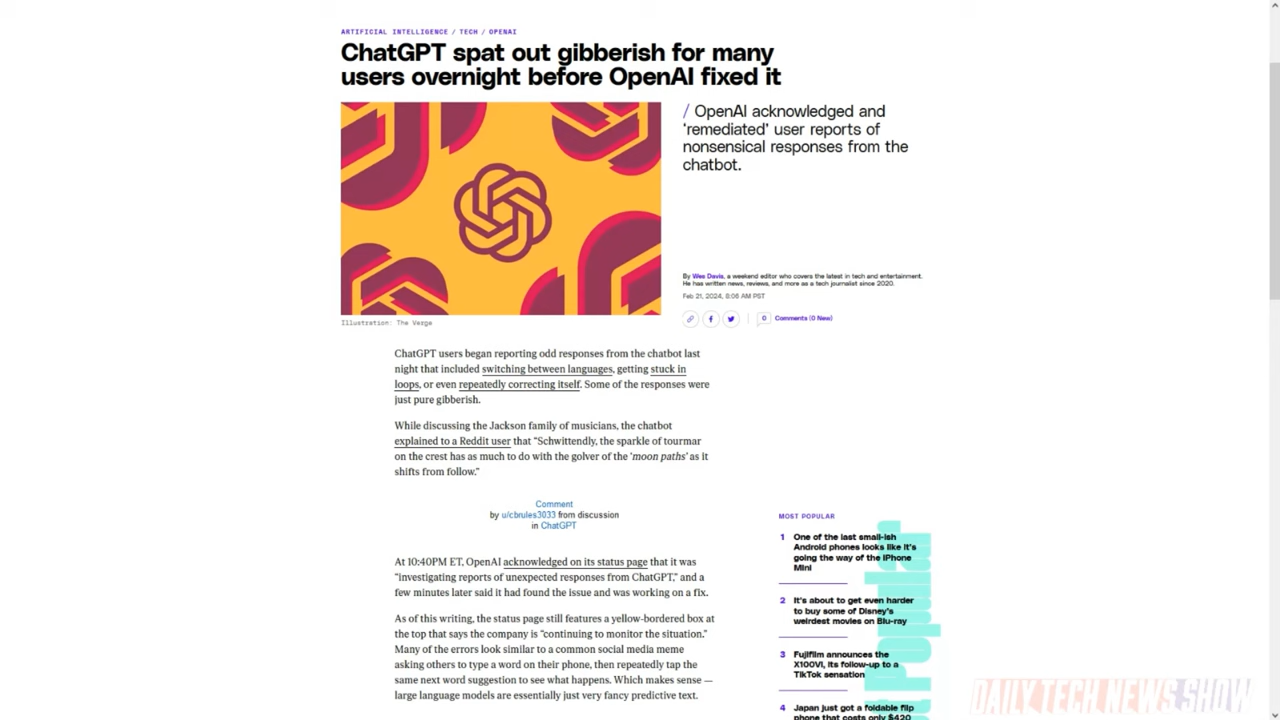 ARTIFICIAL INTELLIGENCE / TECH / OPENAI
ChatGPT spat out gibberish for many
users overnight before OpenAI fixed it
/ OpenAI acknowledged and
‘remediated’ user reports of
nonsensical responses from the
chatbot.
By Wes Davis, a weekend editor who covers the latest in tech and entertainment.
He has written news, reviews, and more as a tech journalist since 2020.
Feb 21, 2024, 8:06 AM PST
0 Comments (0 New)
Illustration: The Verge
ChatGPT users began reporting odd responses from the chatbot last
night that included switching between languages, getting stuck in
loops, or even repeatedly correcting itself. Some of the responses were
just pure gibberish.
While discussing the Jackson family of musicians, the chatbot
explained to a Reddit user that “Schwittendly, the sparkle of tourmar
on the crest has as much to do with the golver of the ‘moon paths’ as it
shifts from follow.”
Comment
by u/cbrules3033 from discussion
in ChatGPT
At 10:40PM ET, OpenAI acknowledged on its status page that it was
“investigating reports of unexpected responses from ChatGPT,” and a
few minutes later said it had found the issue and was working on a fix.
As of this writing, the status page still features a yellow-bordered box at
the top that says the company is “continuing to monitor the situation.”
Many of the errors look similar to a common social media meme
asking others to type a word on their phone, then repeatedly tap the
same next word suggestion to see what happens. Which makes sense —
large language models are essentially just very fancy predictive text.
MOST POPULAR
1 One of the last small-ish
Android phones looks like it’s
going the way of the iPhone
Mini
2 It’s about to get even harder
to buy some of Disney’s
weirdest movies on Blu-ray
3 Fujifilm announces the
X100VI, its follow-up to a
TikTok sensation
4 Japan just got a foldable flip
phone that costs only $420
DAILY TECH NEWS SHOW